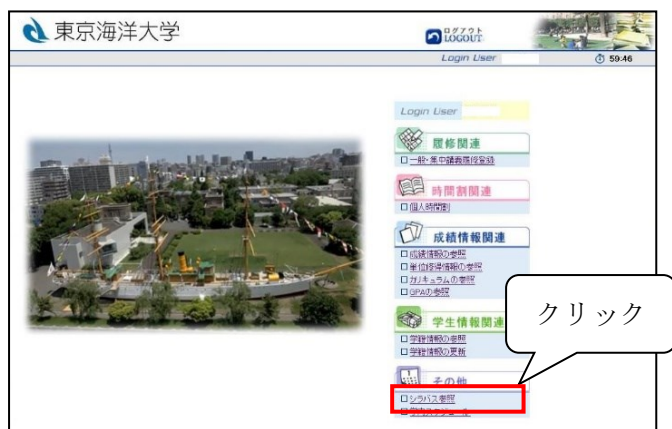 東京海洋大学
ログアウト
LOGOUT
Login User
59:46
Login User
履修関連
一般・集中講義履修登録
時間割関連
個人時間割
成績情報関連
成績情報の参照
単位修得情報の参照
カリキュラムの参照
GPAの参照
学生情報関連
学籍情報の参照
学籍情報の更新
クリック
その他
シラバス参照